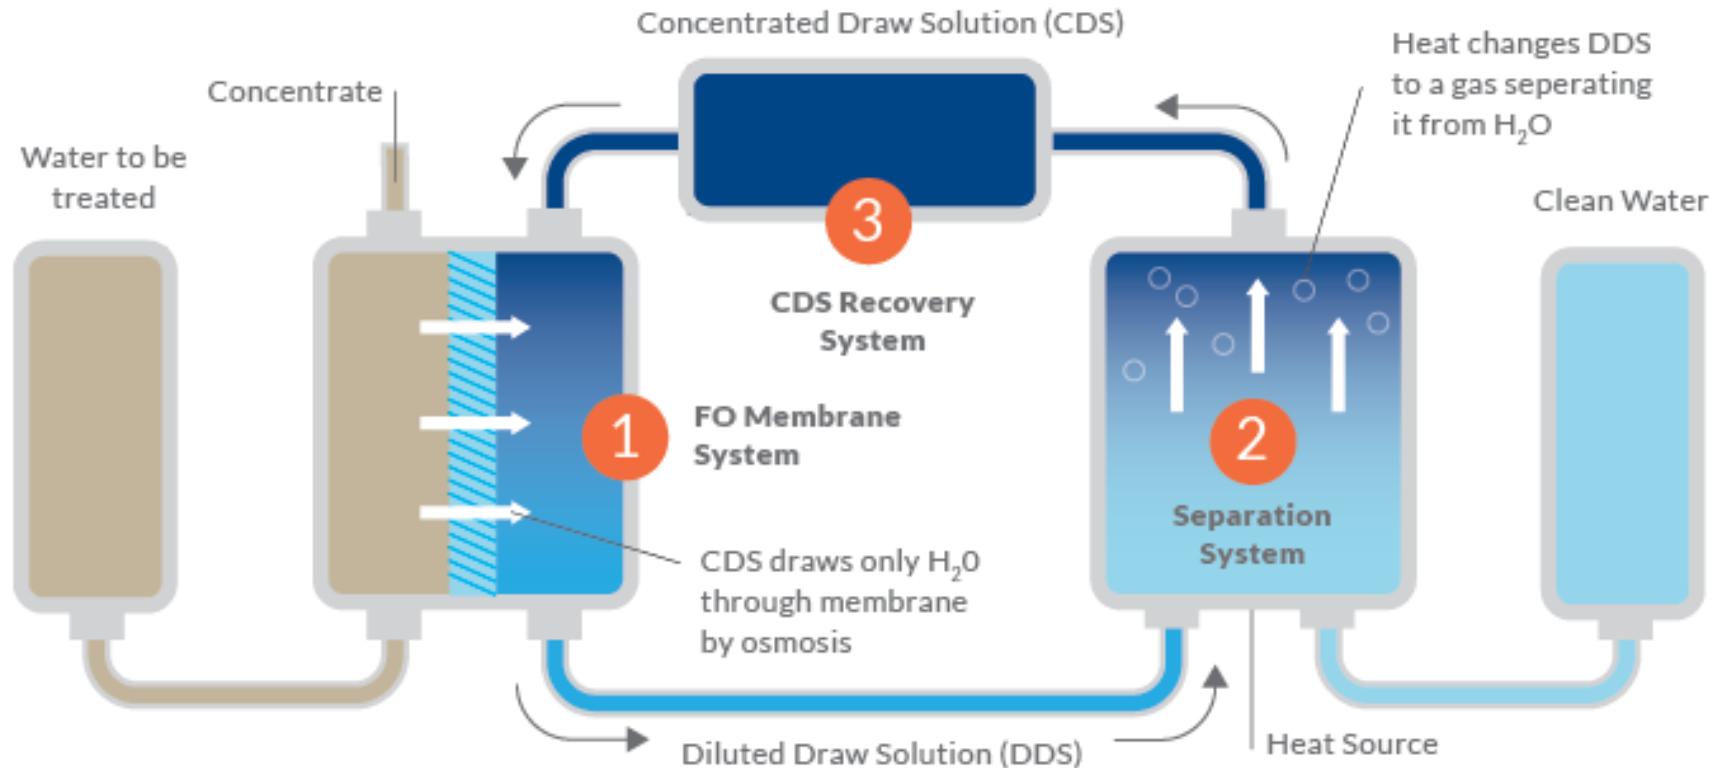 Concentrated Draw Solution (CDS)
Heat changes DDS
to a gas seperating
it from H₂O
Concentrate
Water to be
treated
Clean Water
3
CDS Recovery
System
1
FO Membrane
System
2
Separation
System
CDS draws only H₂0
through membrane
by osmosis
Diluted Draw Solution (DDS)
Heat Source